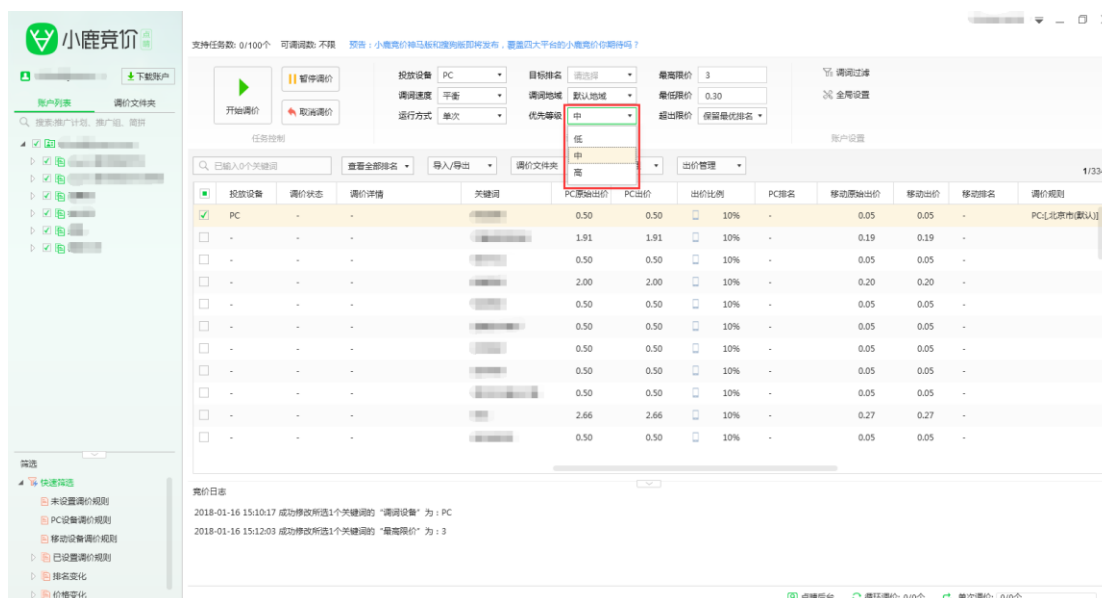 小鹿竞价
支持任务数: 0/100个 可调词数: 不限 预告：小鹿竞价神马版和搜狗版即将发布，覆盖四大平台的小鹿竞价你期待吗？
下载账户
账户列表 调价文件夹
搜索:推广计划、推广组、简拼
开始调价
暂停调价
取消调价
任务控制
投放设备 PC 目标排名 请选择 最高限价 3
调词速度 平衡 调词地域 默认地域 最低限价 0.30
运行方式 单次 优先等级 中 超出限价 保留最优排名
低
中
高
调词过滤
全局设置
账户设置
已输入0个关键词 查看全部排名 导入/导出 调价文件夹 出价管理
投放设备 调价状态 调价详情 关键词 PC原始出价 PC出价 出价比例 PC排名 移动原始出价 移动出价 移动排名 调价规则
PC - - 0.50 0.50 10% - 0.05 0.05 - PC:[,北京市(默认)]
- - - 1.91 1.91 10% - 0.19 0.19 -
- - - 0.50 0.50 10% - 0.05 0.05 -
- - - 2.00 2.00 10% - 0.20 0.20 -
- - - 0.50 0.50 10% - 0.05 0.05 -
- - - 0.50 0.50 10% - 0.05 0.05 -
- - - 0.50 0.50 10% - 0.05 0.05 -
- - - 0.50 0.50 10% - 0.05 0.05 -
- - - 0.50 0.50 10% - 0.05 0.05 -
- - - 2.66 2.66 10% - 0.27 0.27 -
- - - 0.50 0.50 10% - 0.05 0.05 -
筛选
快速筛选
未设置调价规则
PC设备调价规则
移动设备调价规则
已设置调价规则
排名变化
价格变化
竞价日志
2018-01-16 15:10:17 成功修改所选1个关键词的“调词设备”为：PC
2018-01-16 15:12:03 成功修改所选1个关键词的“最高限价”为：3
点睛后台 循环调价: 0/0个 单次调价: 0/0个